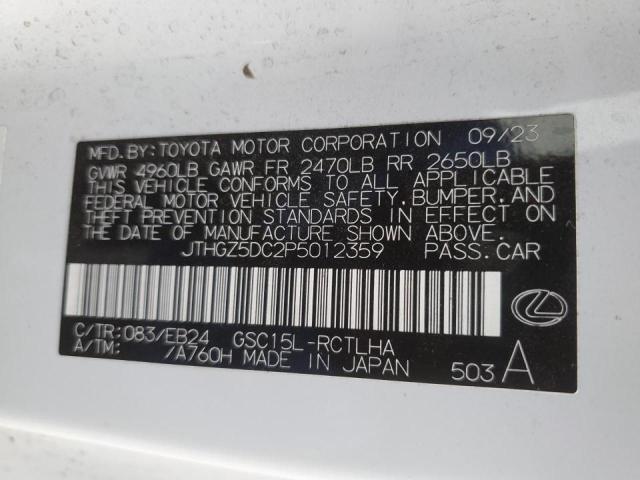 MFD.BY:TOYOTA MOTOR CORPORATION 09/23
GVWR 4960LB GAWR FR 2470LB RR 2650LB
THIS VEHICLE CONFORMS TO ALL APPLICABLE
FEDERAL MOTOR VEHICLE SAFETY,BUMPER,AND
THEFT PREVENTION STANDARDS IN EFFECT ON
THE DATE OF MANUFACTURE SHOWN ABOVE.
JTHGZ5DC2P5012359 PASS.CAR
C/TR:083/EB24 GSC15L-RCTLHA
A/TM: /A760H MADE IN JAPAN 503 A